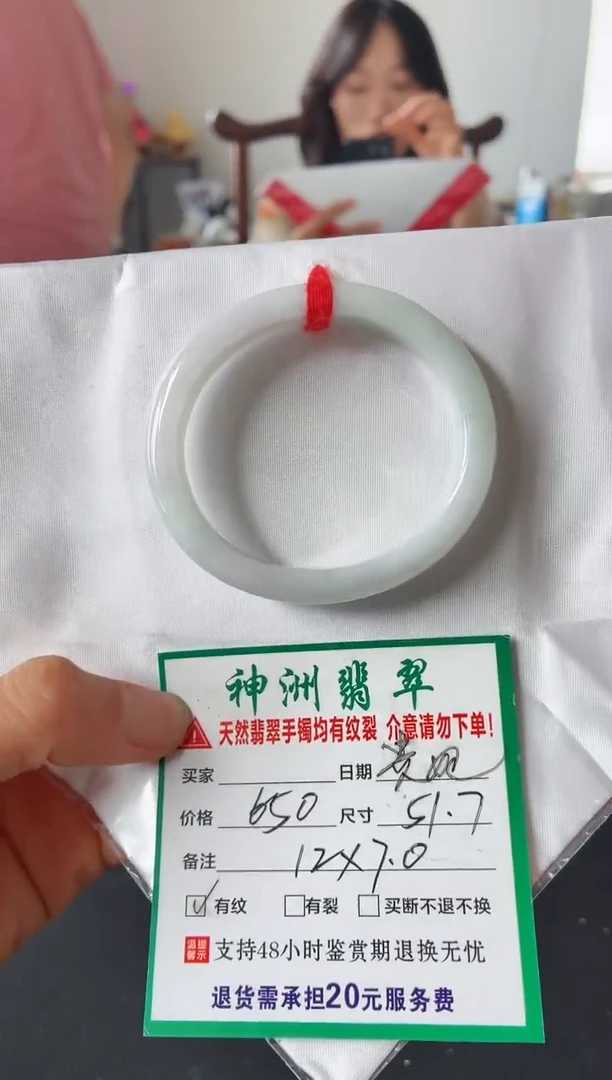 神洲翡翠
天然翡翠手镯均有纹裂 介意请勿下单!
买家 日期 贵妃
价格 650 尺寸 51.7
备注 12X7.0
✓有纹 □有裂 □买断不退不换
温馨提示 支持48小时鉴赏期退换无忧
退货需承担20元服务费